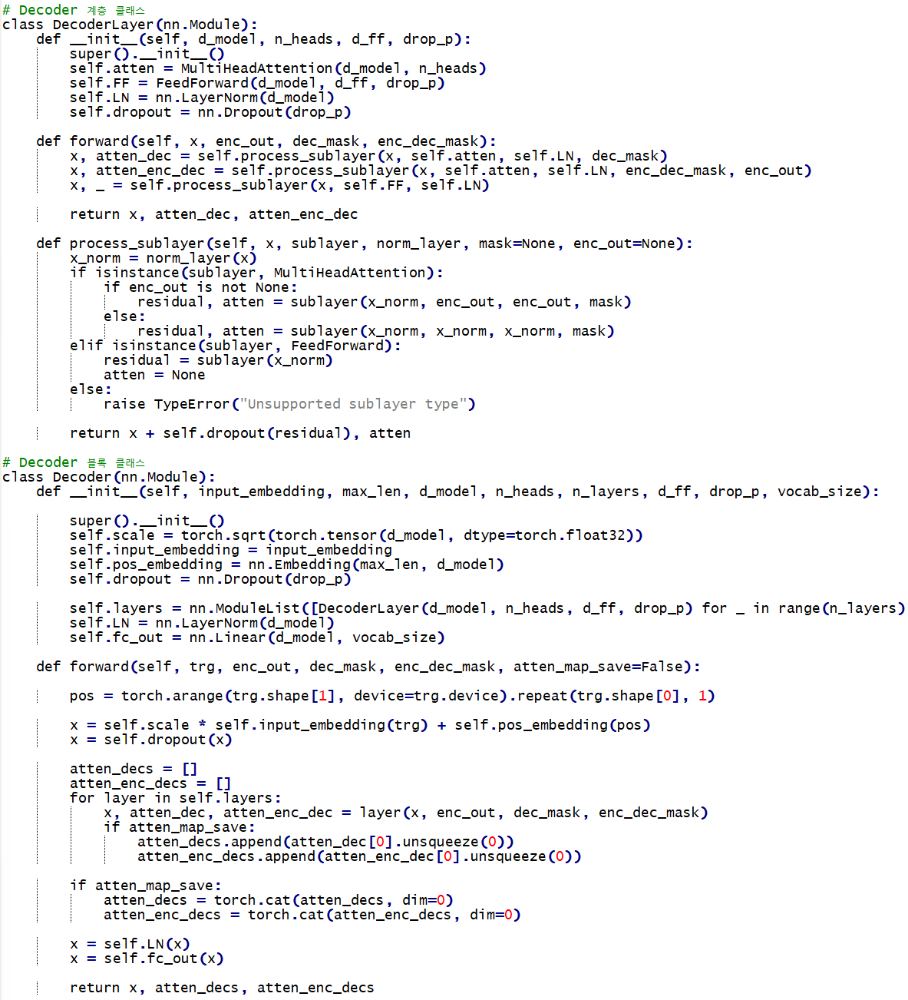 # Decoder 계층 클래스
class DecoderLayer(nn.Module):
    def __init__(self, d_model, n_heads, d_ff, drop_p):
        super().__init__()
        self.atten = MultiHeadAttention(d_model, n_heads)
        self.FF = FeedForward(d_model, d_ff, drop_p)
        self.LN = nn.LayerNorm(d_model)
        self.dropout = nn.Dropout(drop_p)

    def forward(self, x, enc_out, dec_mask, enc_dec_mask):
        x, atten_dec = self.process_sublayer(x, self.atten, self.LN, dec_mask)
        x, atten_enc_dec = self.process_sublayer(x, self.atten, self.LN, enc_dec_mask, enc_out)
        x, _ = self.process_sublayer(x, self.FF, self.LN)

        return x, atten_dec, atten_enc_dec

    def process_sublayer(self, x, sublayer, norm_layer, mask=None, enc_out=None):
        x_norm = norm_layer(x)
        if isinstance(sublayer, MultiHeadAttention):
            if enc_out is not None:
                residual, atten = sublayer(x_norm, enc_out, enc_out, mask)
            else:
                residual, atten = sublayer(x_norm, x_norm, x_norm, mask)
        elif isinstance(sublayer, FeedForward):
            residual = sublayer(x_norm)
            atten = None
        else:
            raise TypeError("Unsupported sublayer type")

        return x + self.dropout(residual), atten

# Decoder 블록 클래스
class Decoder(nn.Module):
    def __init__(self, input_embedding, max_len, d_model, n_heads, n_layers, d_ff, drop_p, vocab_size):

        super().__init__()
        self.scale = torch.sqrt(torch.tensor(d_model, dtype=torch.float32))
        self.input_embedding = input_embedding
        self.pos_embedding = nn.Embedding(max_len, d_model)
        self.dropout = nn.Dropout(drop_p)

        self.layers = nn.ModuleList([DecoderLayer(d_model, n_heads, d_ff, drop_p) for _ in range(n_layers)
        self.LN = nn.LayerNorm(d_model)
        self.fc_out = nn.Linear(d_model, vocab_size)

    def forward(self, trg, enc_out, dec_mask, enc_dec_mask, atten_map_save=False):

        pos = torch.arange(trg.shape[1], device=trg.device).repeat(trg.shape[0], 1)

        x = self.scale * self.input_embedding(trg) + self.pos_embedding(pos)
        x = self.dropout(x)

        atten_decs = []
        atten_enc_decs = []
        for layer in self.layers:
            x, atten_dec, atten_enc_dec = layer(x, enc_out, dec_mask, enc_dec_mask)
            if atten_map_save:
                atten_decs.append(atten_dec[0].unsqueeze(0))
                atten_enc_decs.append(atten_enc_dec[0].unsqueeze(0))

        if atten_map_save:
            atten_decs = torch.cat(atten_decs, dim=0)
            atten_enc_decs = torch.cat(atten_enc_decs, dim=0)

        x = self.LN(x)
        x = self.fc_out(x)

        return x, atten_decs, atten_enc_decs